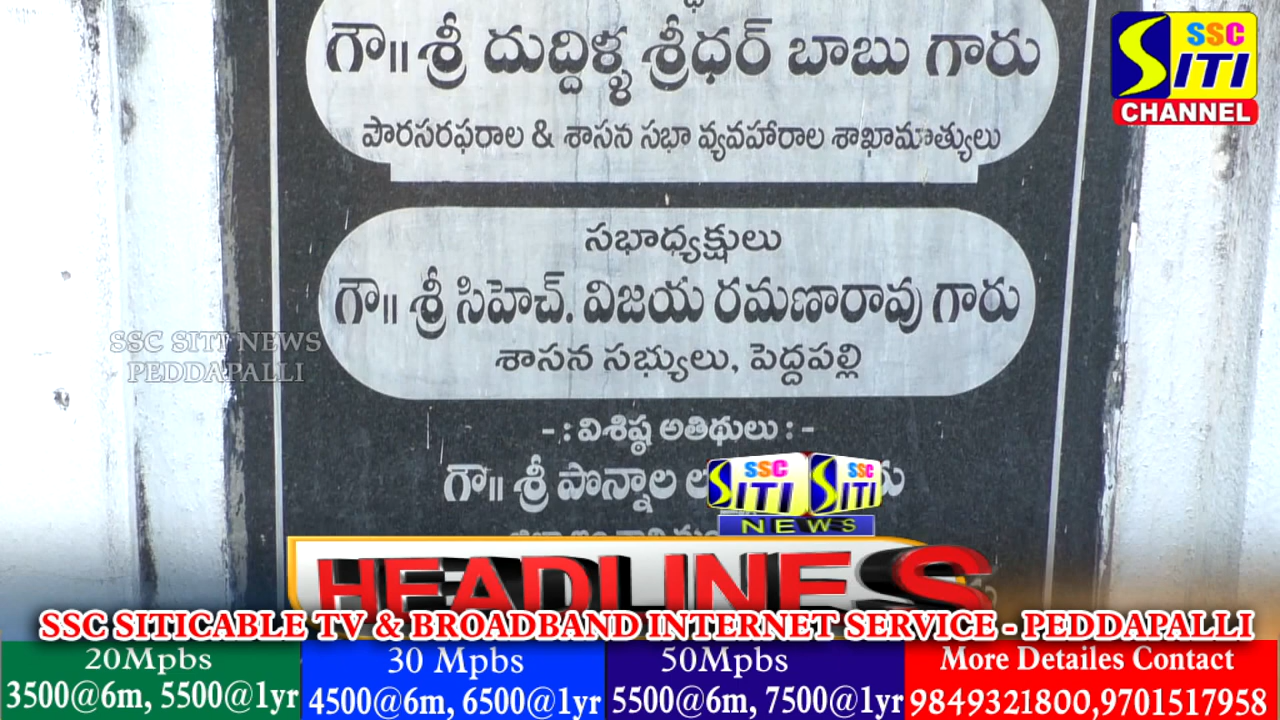 గౌ॥ శ్రీ దుద్దిళ్ళ శ్రీధర్ బాబు గారు
పౌరసరఫరాల & శాసన సభా వ్యవహారాల శాఖామాత్యులు
సభాధ్యక్షులు
గౌ॥ శ్రీ సిహెచ్. విజయ రమణారావు గారు
శాసన సభ్యులు, పెద్దపల్లి
- : విశిష్ఠ అతిథులు : -
గౌ॥ శ్రీ పొన్నాల
SSC
SITI
CHANNEL
SSC SITI NEWS
PEDDAPALLI
SSC SITI SSC SITI
NEWS
HEADLINES
SSC SITICABLE TV & BROADBAND INTERNET SERVICE - PEDDAPALLI
20Mpbs
3500@6m, 5500@1yr
30 Mpbs
4500@6m, 6500@1yr
50Mpbs
5500@6m, 7500@1yr
More Detailes Contact
9849321800,9701517958